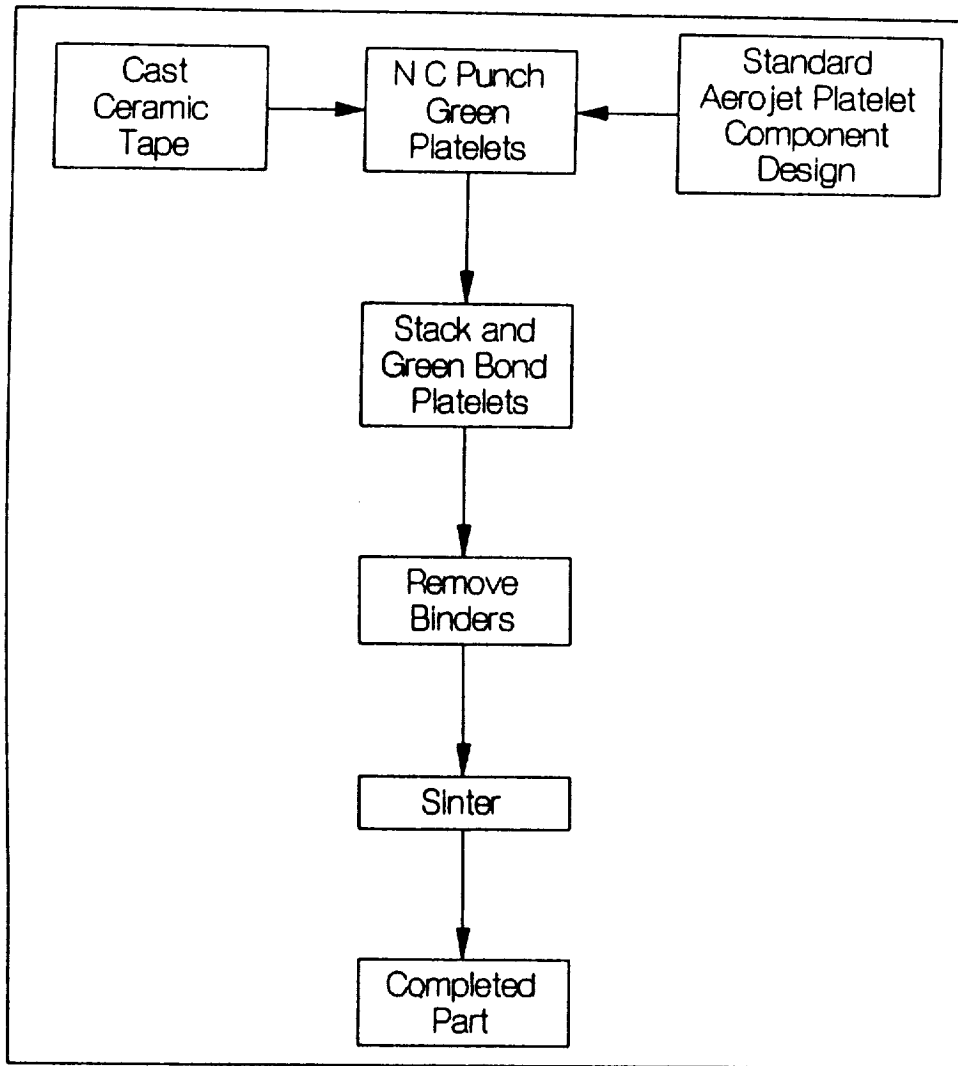 Cast
Ceramic
Tape
N C Punch
Green
Platelets
Standard
Aerojet Platelet
Component
Design
Stack and
Green Bond
Platelets
Remove
Binders
Sinter
Completed
Part